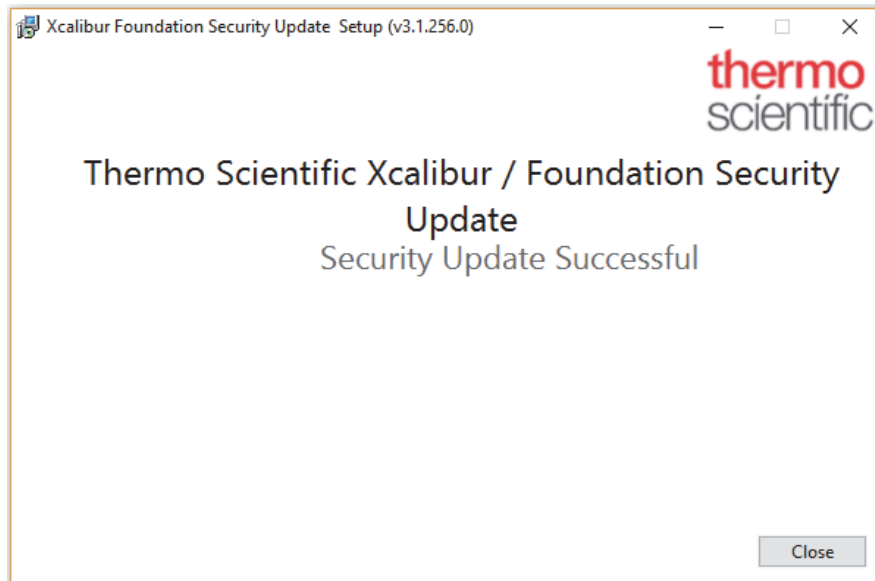 Xcalibur Foundation Security Update Setup (v3.1.256.0)
thermo
scientific
Thermo Scientific Xcalibur / Foundation Security
Update
Security Update Successful
Close